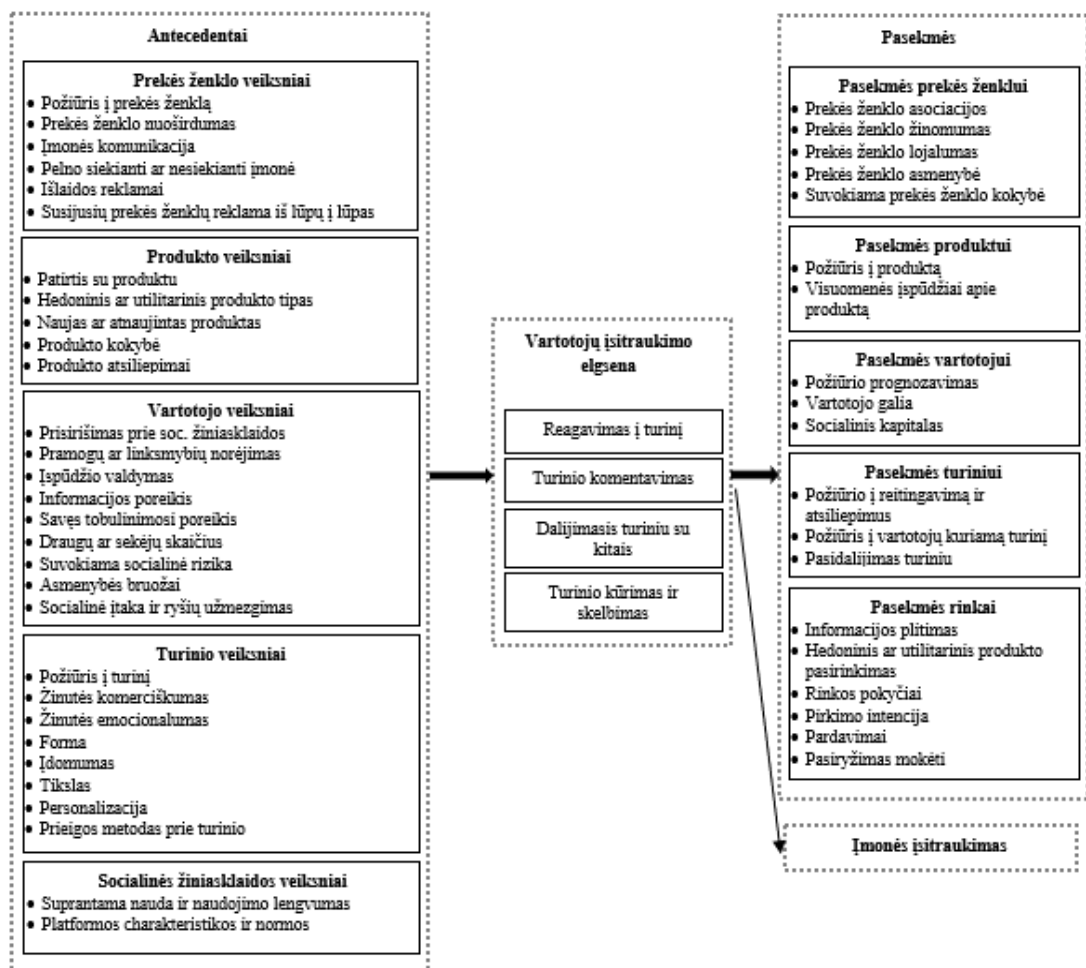 Antecedentai
Prekės ženklo veiksniai
• Požiūris į prekės ženklą
• Prekės ženklo nuoširdumas
• Įmonės komunikacija
• Pelno siekianti ar nesiekianti įmonė
• Išlaidos reklamai
• Susijusių prekės ženklų reklama iš lūpų į lūpas
Produkto veiksniai
• Patirtis su produktu
• Hedoninis ar utilitarinis produkto tipas
• Naujas ar atnaujintas produktas
• Produkto kokybė
• Produkto atsiliepimai
Vartotojo veiksniai
• Prisirišimas prie soc. žiniasklaidos
• Pramogų ar linksmybių norėjimas
• Įspūdžio valdymas
• Informacijos poreikis
• Savęs tobulinimosi poreikis
• Draugų ar sekėjų skaičius
• Suvokiama socialinė rizika
• Asmenybės bruožai
• Socialinė įtaka ir ryšių užmezgimas
Turinio veiksniai
• Požiūris į turinį
• Žinutės komerciškumas
• Žinutės emocionalumas
• Forma
• Įdomumas
• Tikslas
• Personalizacija
• Prieigos metodas prie turinio
Socialinės žiniasklaidos veiksniai
• Suprantama nauda ir naudojimo lengvumas
• Platformos charakteristikos ir normos
Vartotojų įsitraukimo
elgsena
Reagavimas į turinį
Turinio komentavimas
Dalijimasis turiniu su
kitais
Turinio kūrimas ir
skelbimas
Pasekmės
Pasekmės prekės ženklui
• Prekės ženklo asociacijos
• Prekės ženklo žinomumas
• Prekės ženklo lojalumas
• Prekės ženklo asmenybė
• Suvokiama prekės ženklo kokybė
Pasekmės produktui
• Požiūris į produktą
• Visuomenės įspūdžiai apie
produktą
Pasekmės vartotojui
• Požiūrio prognozavimas
• Vartotojo galia
• Socialinis kapitalas
Pasekmės turiniui
• Požiūrio į reitingavimą ir
atsiliepimus
• Požiūris į vartotojų kuriamą turinį
• Pasidalijimas turiniu
Pasekmės rinkai
• Informacijos plitimas
• Hedoninis ar utilitarinis produkto
pasirinkimas
• Rinkos pokyčiai
• Pirkimo intencija
• Pardavimai
• Pasiryžimas mokėti
Įmonės įsitraukimas